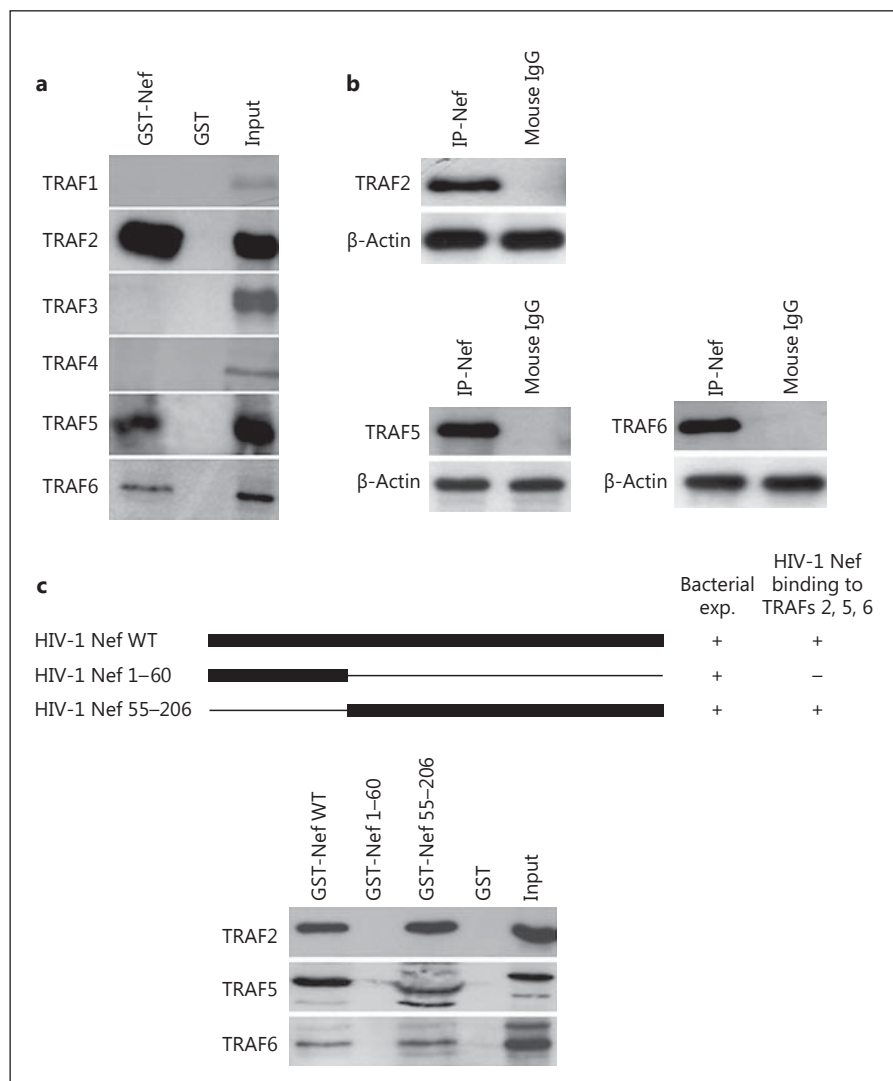 a
GST-Nef
GST
Input
TRAF1
TRAF2
TRAF3
TRAF4
TRAF5
TRAF6
b
IP-Nef
Mouse IgG
TRAF2
β-Actin
IP-Nef
Mouse IgG
TRAF5
β-Actin
IP-Nef
Mouse IgG
TRAF6
β-Actin
c
Bacterial
exp.
HIV-1 Nef
binding to
TRAFs 2, 5, 6
HIV-1 Nef WT + +
HIV-1 Nef 1–60 + –
HIV-1 Nef 55–206 + +
GST-Nef WT
GST-Nef 1–60
GST-Nef 55–206
GST
Input
TRAF2
TRAF5
TRAF6